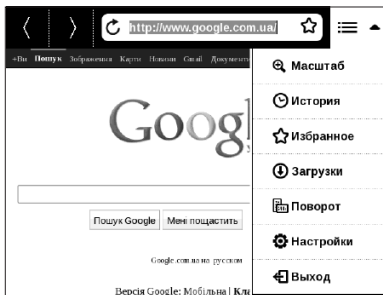 http://www.google.com.ua/
+Ви Пошук Зображення Карти Новини Gmail Документи
Масштаб
История
Goog
Избранное
Загрузки
Поворот
Пошук Google Мені пощастить
Настройки
Google.com.ua на русском
Выход
Версія Google: Мобільна | Кла